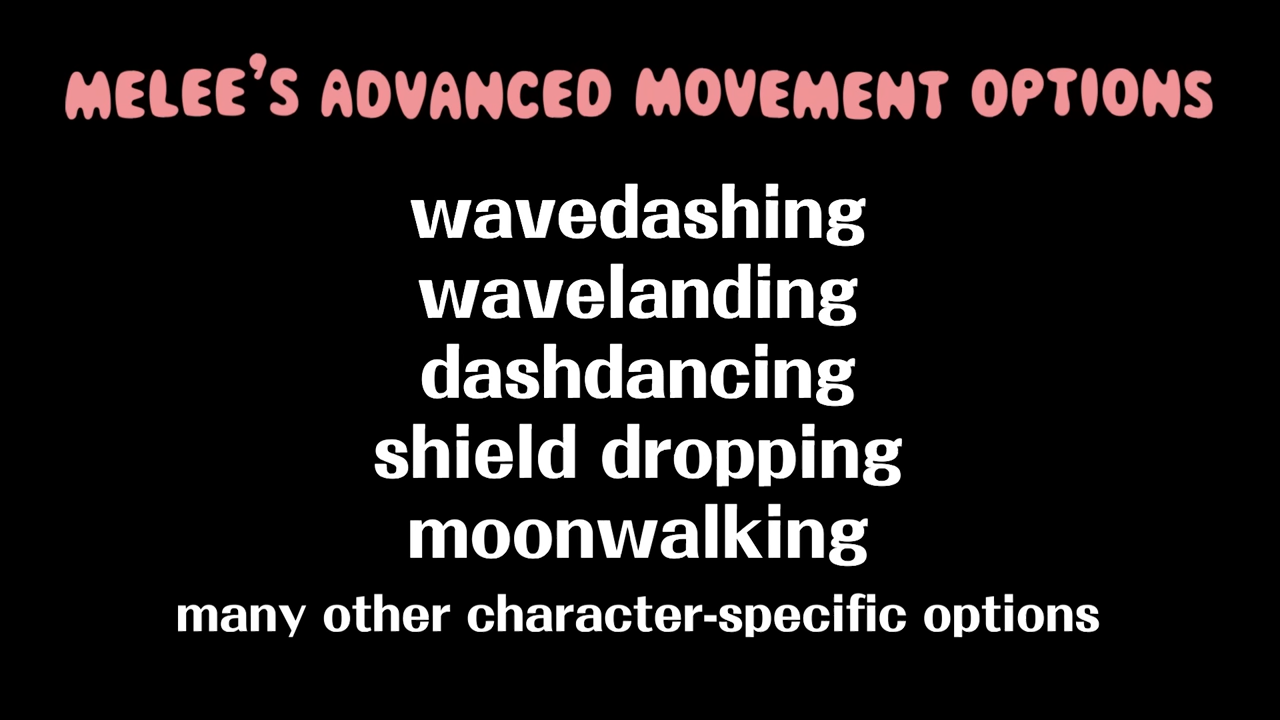 MELEE'S ADVANCED MOVEMENT OPTIONS
wavedashing
wavelanding
dashdancing
shield dropping
moonwalking
many other character-specific options